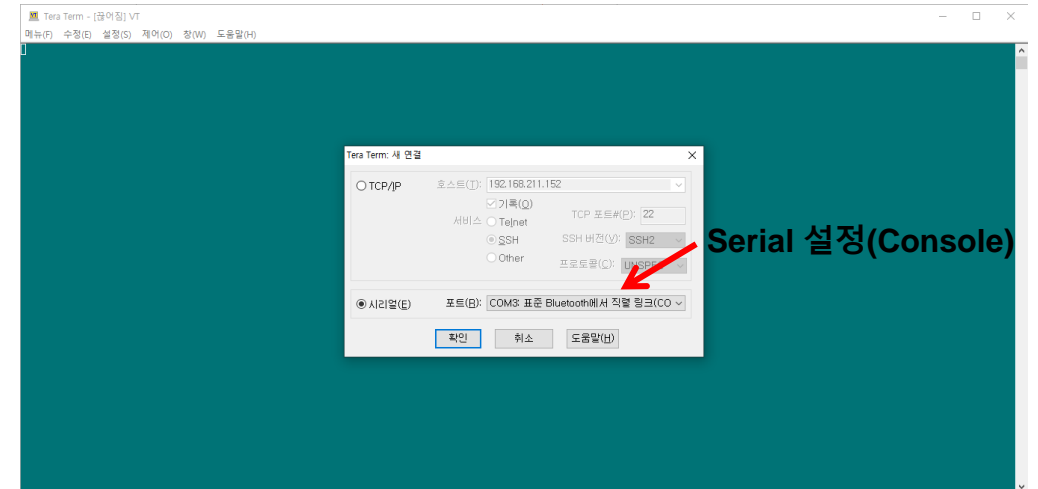 Tera Term - [끊어짐] VT
메뉴(F) 수정(E) 설정(S) 제어(O) 창(W) 도움말(H)
Tera Term: 새 연결
TCP/IP 호스트(T): 192.168.211.152
기록(O)
서비스 Telnet TCP 포트#(P): 22
SSH SSH 버전(V): SSH2
Other 프로토콜(C):
Serial 설정(Console)
시리얼(E) 포트(R): COM3: 표준 Bluetooth에서 직렬 링크(CO
확인 취소 도움말(H)